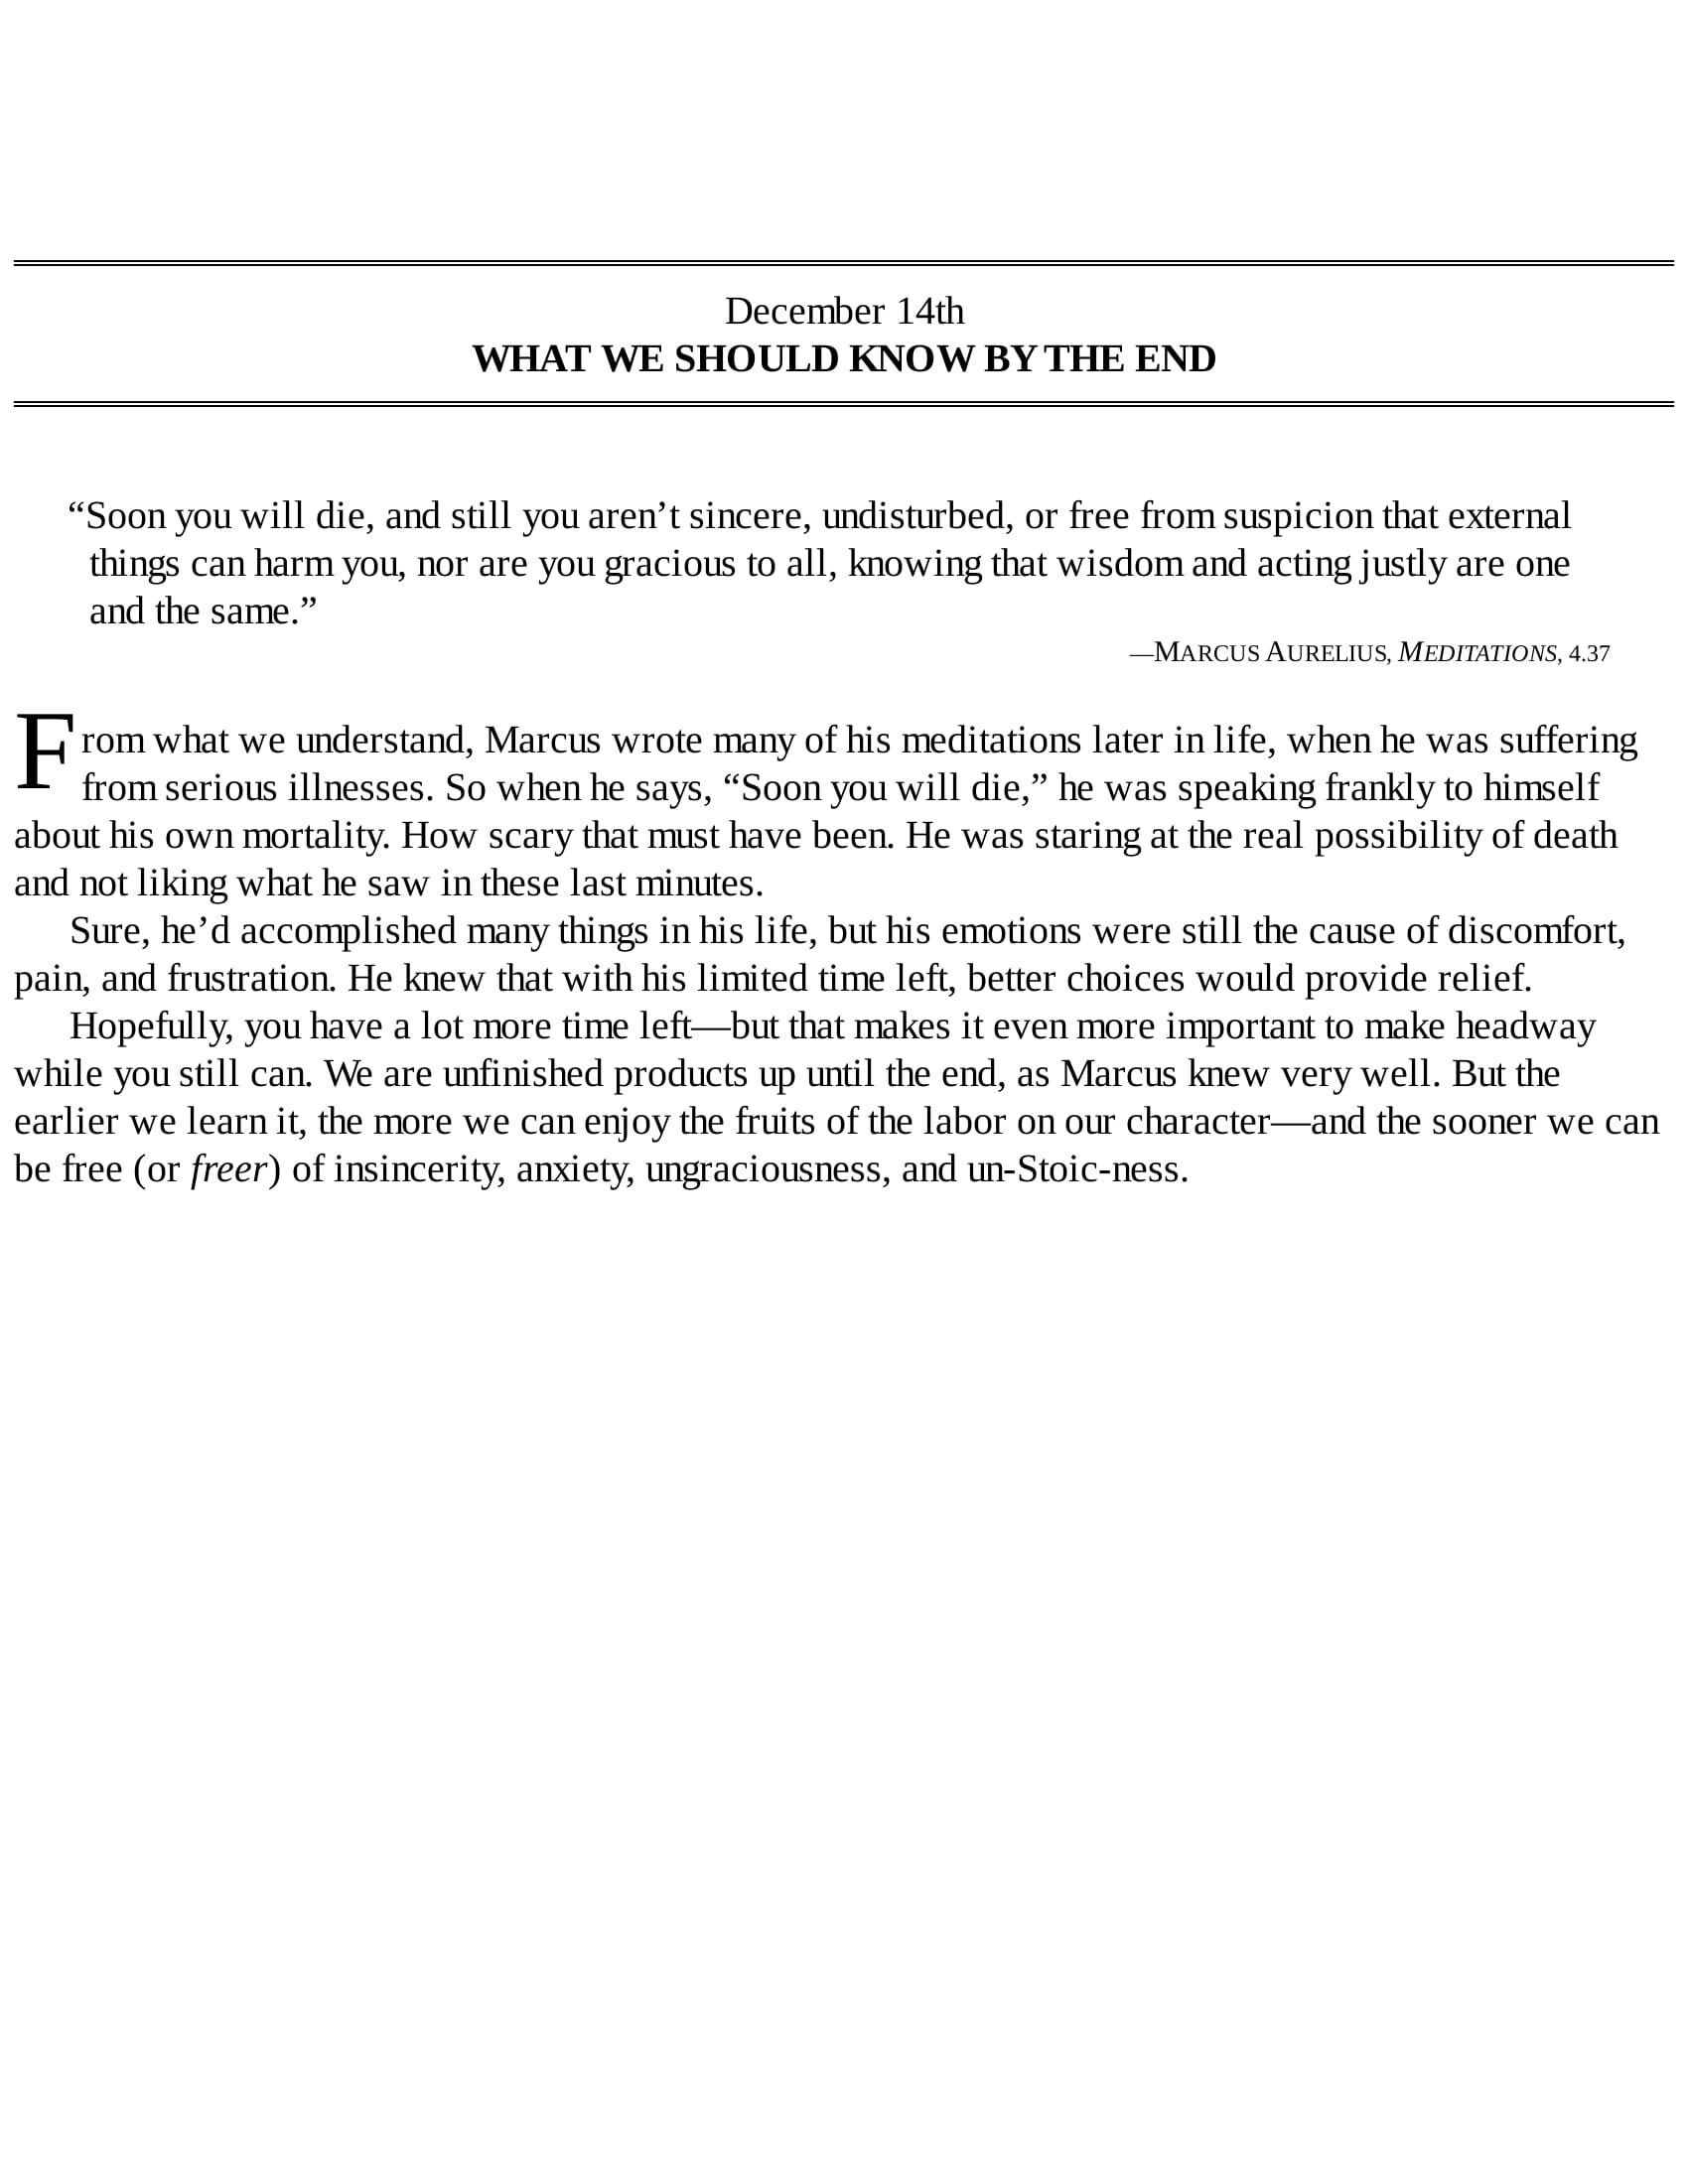 December 14th
WHAT WE SHOULD KNOW BY THE END
“Soon you will die, and still you aren’t sincere, undisturbed, or free from suspicion that external
things can harm you, nor are you gracious to all, knowing that wisdom and acting justly are one
and the same.”
—MARCUS AURELIUS, MEDITATIONS, 4.37
From what we understand, Marcus wrote many of his meditations later in life, when he was suffering
from serious illnesses. So when he says, “Soon you will die,” he was speaking frankly to himself
about his own mortality. How scary that must have been. He was staring at the real possibility of death
and not liking what he saw in these last minutes.
Sure, he’d accomplished many things in his life, but his emotions were still the cause of discomfort,
pain, and frustration. He knew that with his limited time left, better choices would provide relief.
Hopefully, you have a lot more time left—but that makes it even more important to make headway
while you still can. We are unfinished products up until the end, as Marcus knew very well. But the
earlier we learn it, the more we can enjoy the fruits of the labor on our character—and the sooner we can
be free (or freer) of insincerity, anxiety, ungraciousness, and un-Stoic-ness.